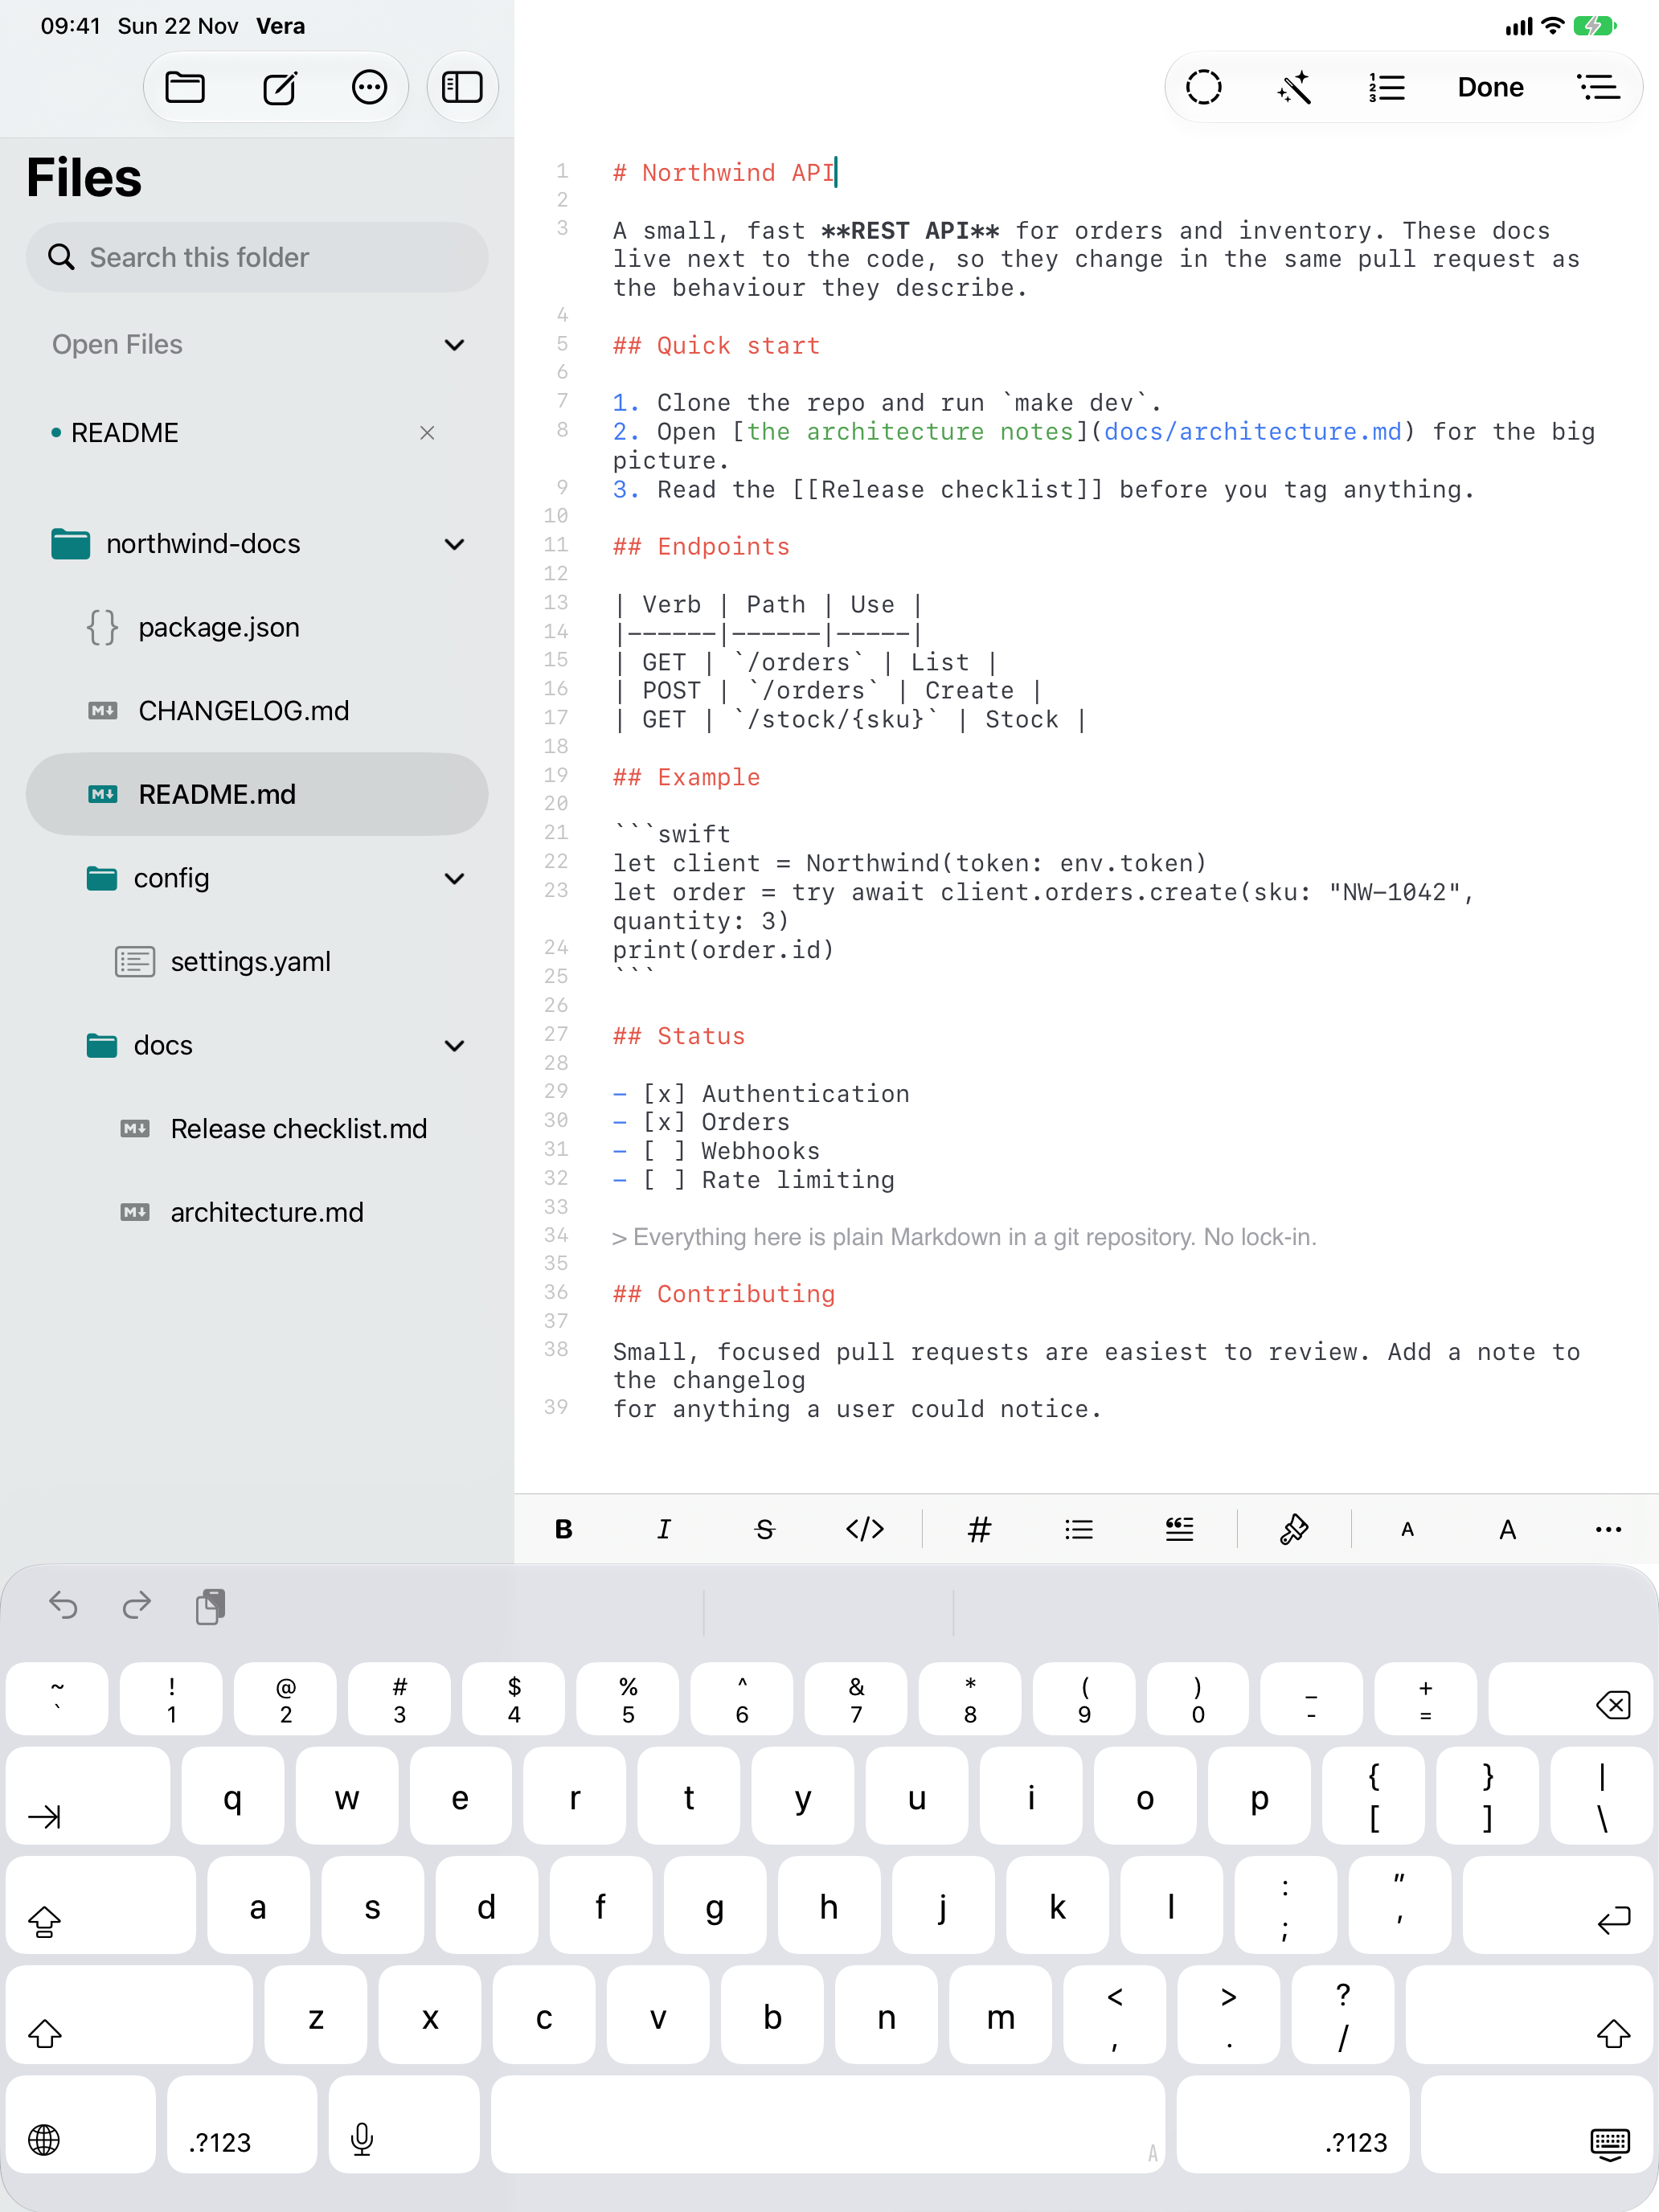 09:41 Sun 22 Nov Vera
Done
Files
Search this folder
Open Files
README
northwind-docs
{} package.json
M↓ CHANGELOG.md
M↓ README.md
config
settings.yaml
docs
M↓ Release checklist.md
M↓ architecture.md
1 # Northwind API
2
3 A small, fast **REST API** for orders and inventory. These docs
live next to the code, so they change in the same pull request as
the behaviour they describe.
4
5 ## Quick start
6
7 1. Clone the repo and run `make dev`.
8 2. Open [the architecture notes](docs/architecture.md) for the big
picture.
9 3. Read the [[Release checklist]] before you tag anything.
10
11 ## Endpoints
12
13 | Verb | Path | Use |
14 |------|------|-----|
15 | GET | `/orders` | List |
16 | POST | `/orders` | Create |
17 | GET | `/stock/{sku}` | Stock |
18
19 ## Example
20
21 ```swift
22 let client = Northwind(token: env.token)
23 let order = try await client.orders.create(sku: "NW-1042",
quantity: 3)
24 print(order.id)
25 ```
26
27 ## Status
28
29 - [x] Authentication
30 - [x] Orders
31 - [ ] Webhooks
32 - [ ] Rate limiting
33
34 > Everything here is plain Markdown in a git repository. No lock-in.
35
36 ## Contributing
37
38 Small, focused pull requests are easiest to review. Add a note to
the changelog
39 for anything a user could notice.
B I S </> # A A
~ ! @ # $ % ^ & * ( ) _ +
` 1 2 3 4 5 6 7 8 9 0 - =
q w e r t y u i o p { } |
[ ] \
a s d f g h j k l : "
; '
z x c v b n m < > ?
, . /
.?123 A .?123